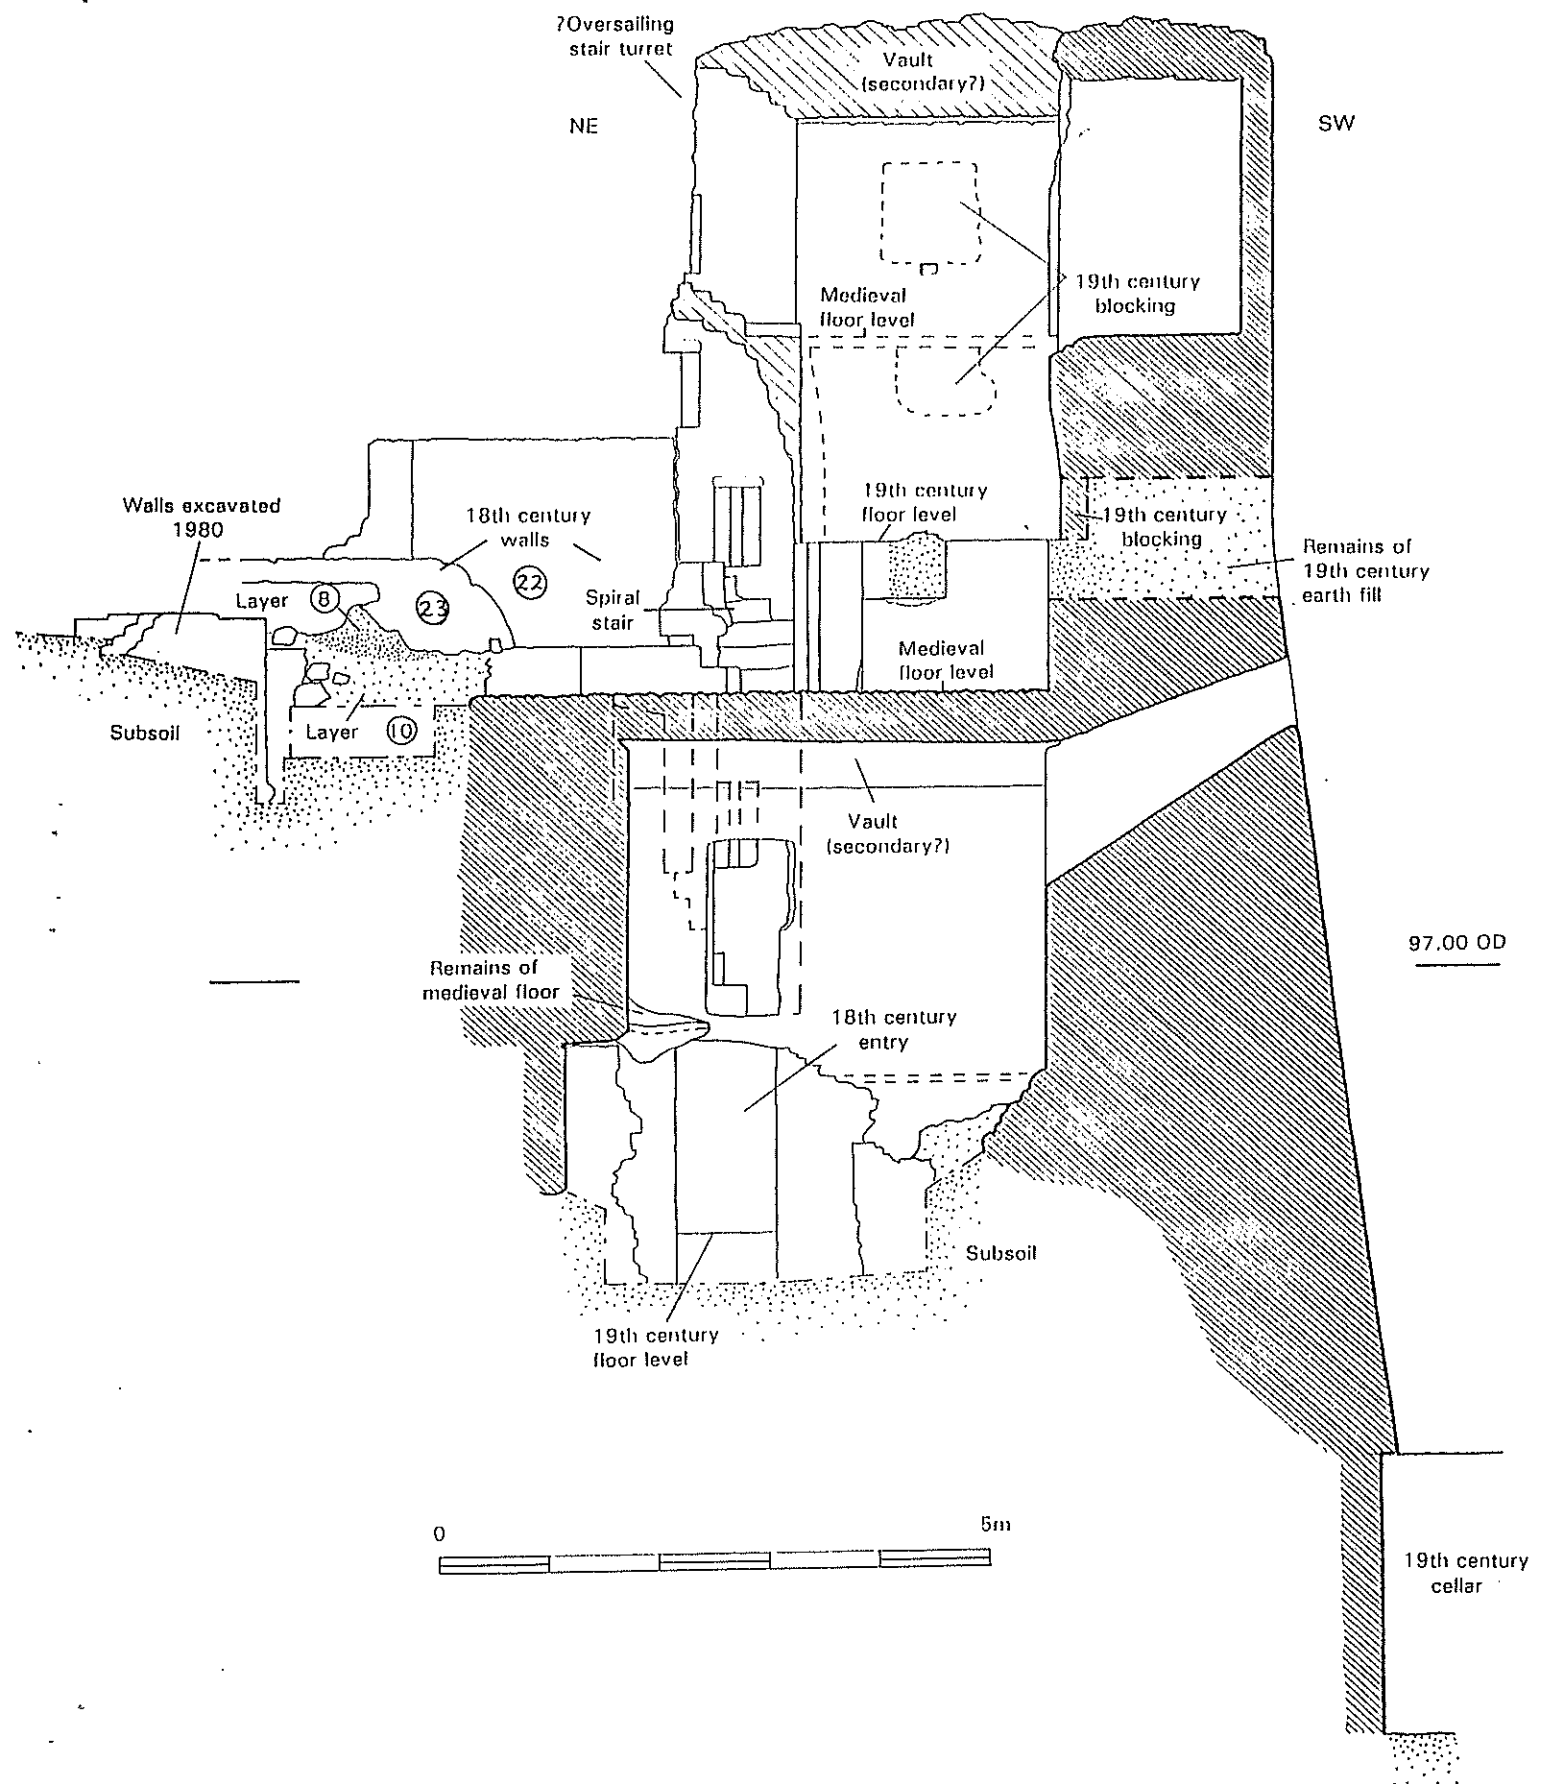 ?Oversailing
stair turret
Vault
(secondary?)
NE
SW
19th century
blocking
Medieval
floor level
Walls excavated
1980
18th century
walls
19th century
floor level
19th century
blocking
Remains of
19th century
earth fill
Layer 8
23
22
Spiral
stair
Medieval
floor level
Subsoil
Layer 10
Vault
(secondary?)
97.00 OD
Remains of
medieval floor
18th century
entry
Subsoil
19th century
floor level
0
5m
19th century
cellar